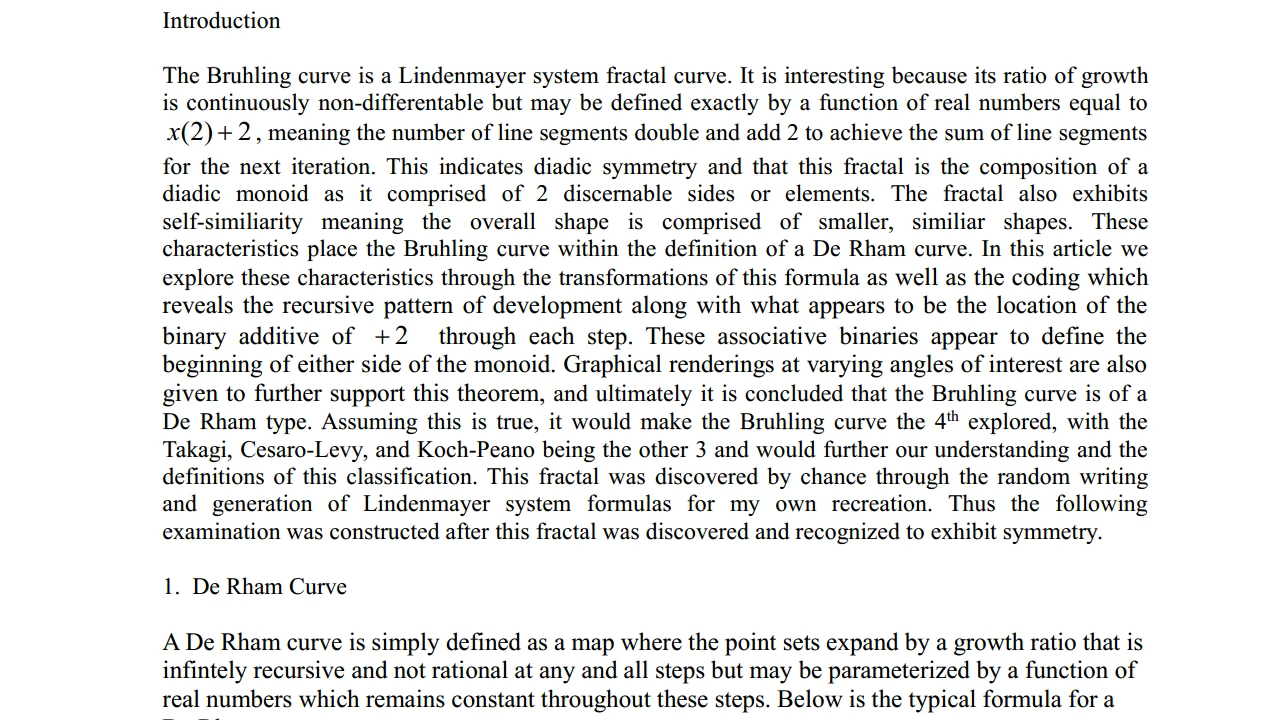 Introduction
The Bruhling curve is a Lindenmayer system fractal curve. It is interesting because its ratio of growth
is continuously non-differentable but may be defined exactly by a function of real numbers equal to
x(2)+2, meaning the number of line segments double and add 2 to achieve the sum of line segments
for the next iteration. This indicates diadic symmetry and that this fractal is the composition of a
diadic monoid as it comprised of 2 discernable sides or elements. The fractal also exhibits
self-similiarity meaning the overall shape is comprised of smaller, similiar shapes. These
characteristics place the Bruhling curve within the definition of a De Rham curve. In this article we
explore these characteristics through the transformations of this formula as well as the coding which
reveals the recursive pattern of development along with what appears to be the location of the
binary additive of +2 through each step. These associative binaries appear to define the
beginning of either side of the monoid. Graphical renderings at varying angles of interest are also
given to further support this theorem, and ultimately it is concluded that the Bruhling curve is of a
De Rham type. Assuming this is true, it would make the Bruhling curve the 4th explored, with the
Takagi, Cesaro-Levy, and Koch-Peano being the other 3 and would further our understanding and the
definitions of this classification. This fractal was discovered by chance through the random writing
and generation of Lindenmayer system formulas for my own recreation. Thus the following
examination was constructed after this fractal was discovered and recognized to exhibit symmetry.
1. De Rham Curve
A De Rham curve is simply defined as a map where the point sets expand by a growth ratio that is
infintely recursive and not rational at any and all steps but may be parameterized by a function of
real numbers which remains constant throughout these steps. Below is the typical formula for a